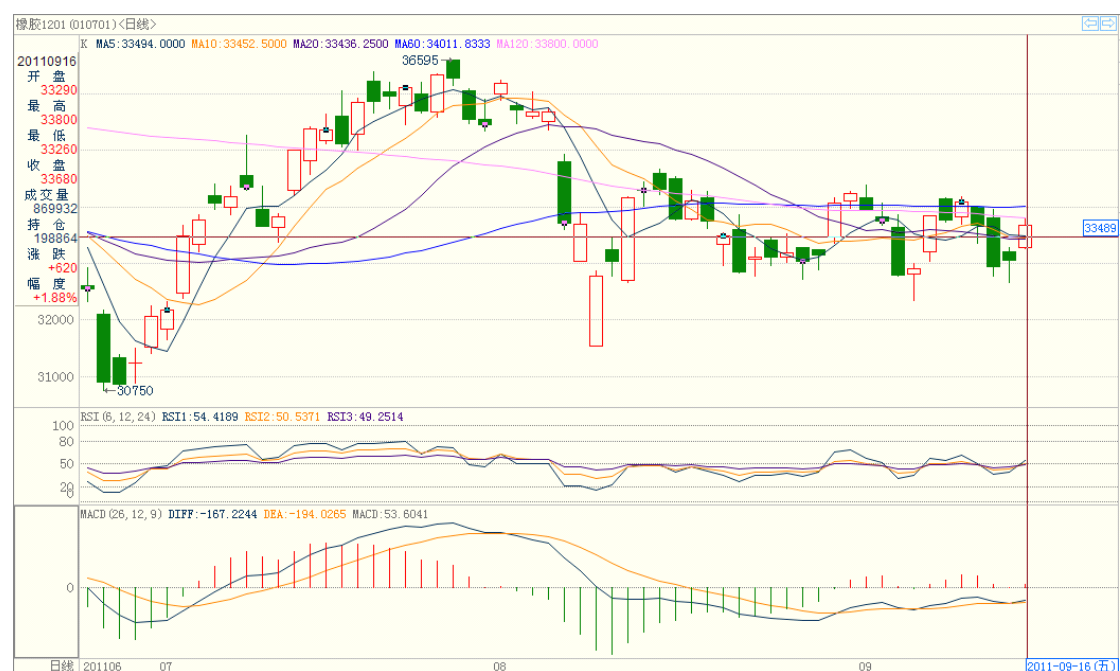 橡胶1201(010701)<日线>
K MA5:33494.0000 MA10:33452.5000 MA20:33436.2500 MA60:34011.8333 MA120:33800.0000
20110916
开 盘
33290
最 高
33800
最 低
33260
收 盘
33680
成交量
869932
持 仓
198864
涨 跌
+620
幅 度
+1.88%
36595
33489
32000
31000
30750
RSI(6,12,24) RSI1:54.4189 RSI2:50.5371 RSI3:49.2514
100
80
50
20
0
MACD(26,12,9) DIFF:-167.2244 DEA:-194.0265 MACD:53.6041
0
日线 201106 07 08 09 2011-09-16(五)